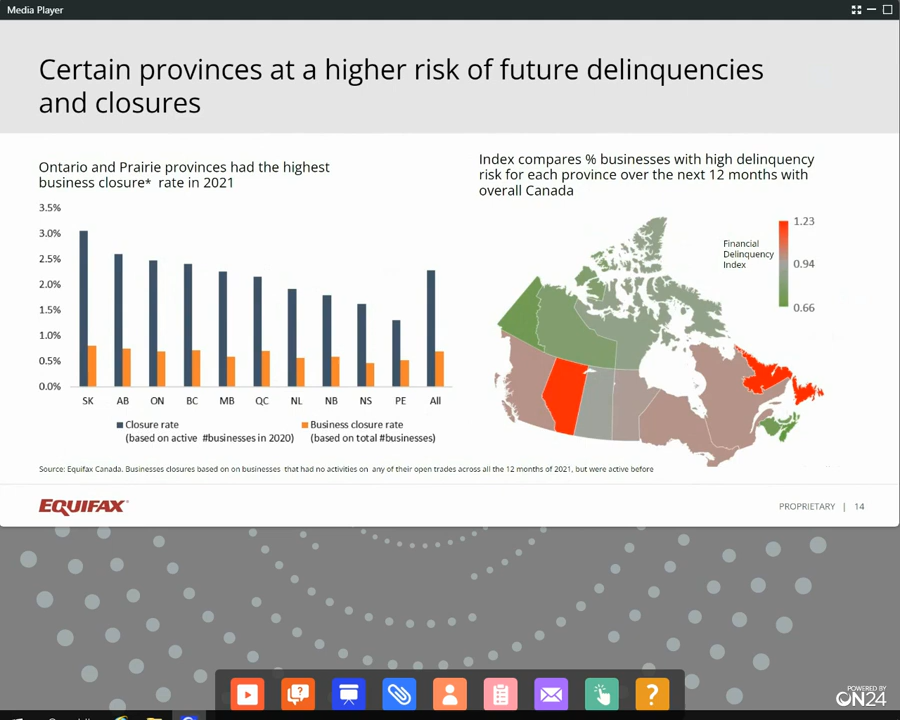 Media Player
Certain provinces at a higher risk of future delinquencies
and closures
Ontario and Prairie provinces had the highest
business closure* rate in 2021
3.5%
3.0%
2.5%
2.0%
1.5%
1.0%
0.5%
0.0%
SK AB ON BC MB QC NL NB NS PE All
Closure rate
(based on active #businesses in 2020)
Business closure rate
(based on total #businesses)
Index compares % businesses with high delinquency
risk for each province over the next 12 months with
overall Canada
Financial
Delinquency
Index
1.23
0.94
0.66
Source: Equifax Canada. Businesses closures based on on businesses that had no activities on any of their open trades across all the 12 months of 2021, but were active before
EQUIFAX
PROPRIETARY | 14
?
?
POWERED BY
ON24